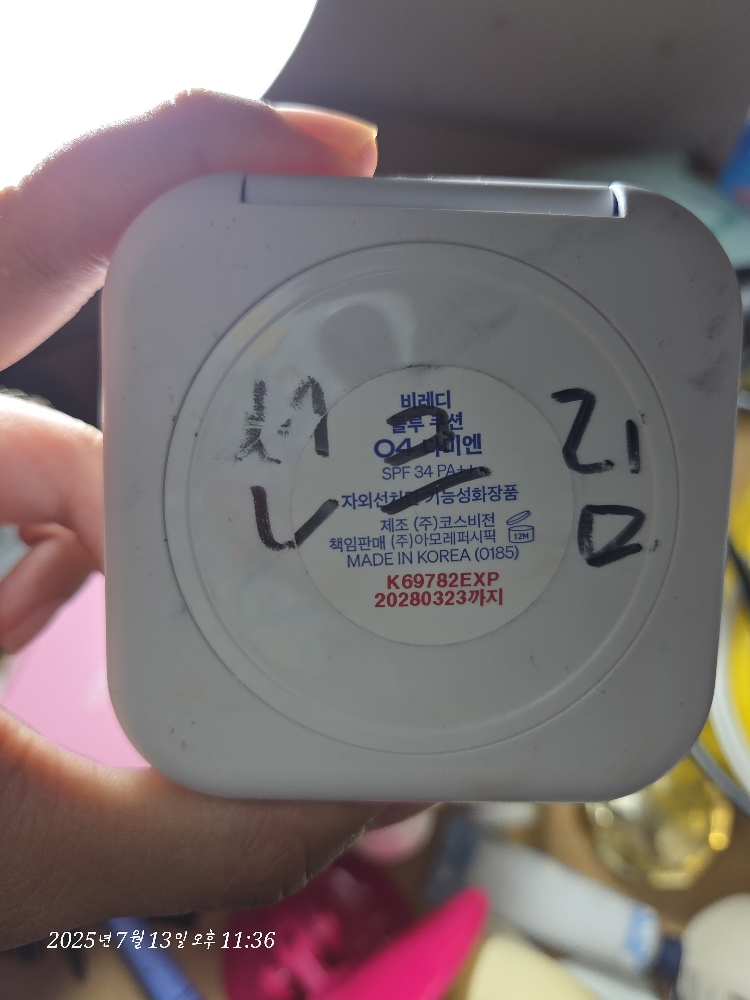 선크림
비레디
블루 쿠션
04 다미엔
SPF 34 PA++
자외선차단 기능성화장품
제조 (주)코스비전
책임판매 (주)아모레퍼시픽
12M
MADE IN KOREA (0185)
K69782EXP
20280323까지
2025년 7월 13일 오후 11:36